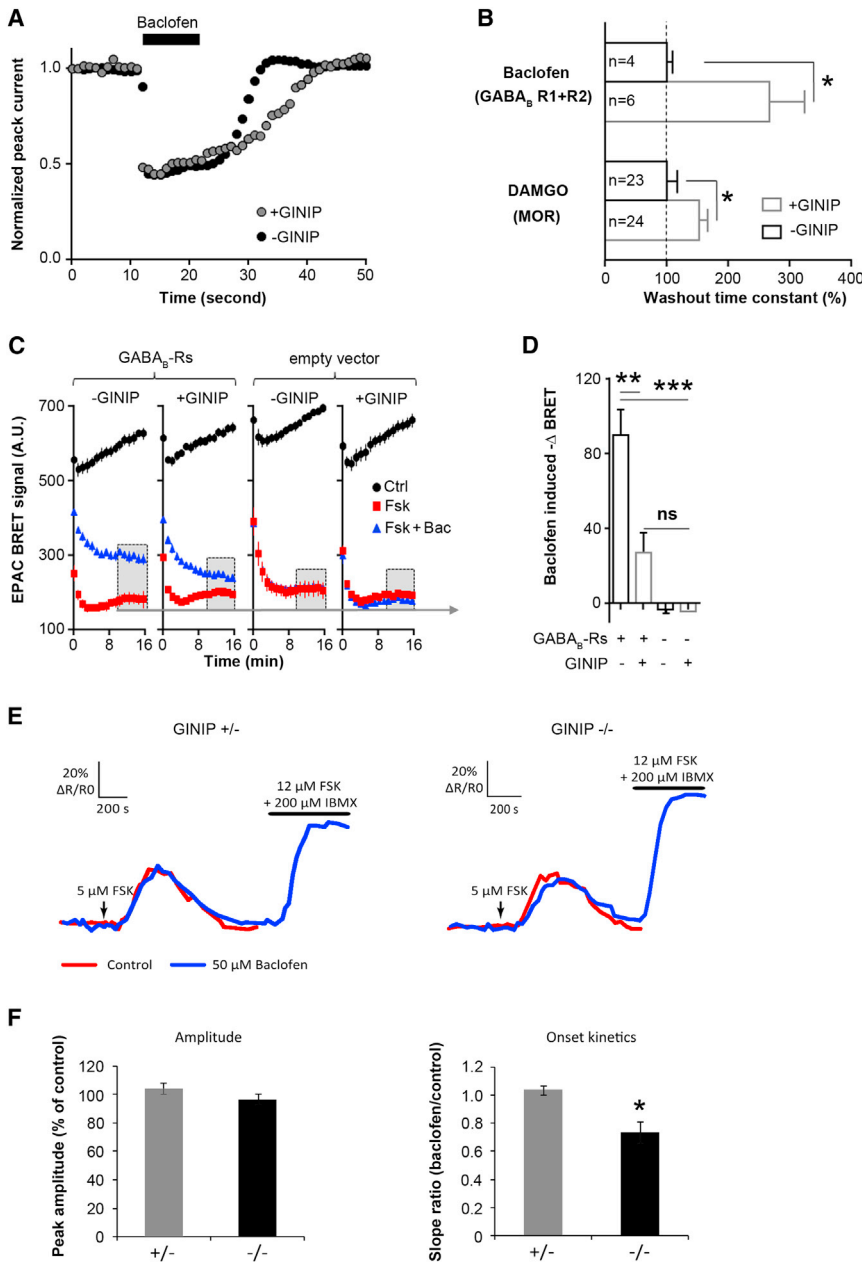 A
Baclofen
Normalized peack current
1.0
0.5
0.0
+GINIP
-GINIP
0 10 20 30 40 50
Time (second)
B
Baclofen
(GABAB R1+R2)
n=4
n=6
*
DAMGO
(MOR)
n=23
n=24
*
+GINIP
-GINIP
0 100 200 300 400
Washout time constant (%)
C
GABAB-Rs empty vector
-GINIP +GINIP -GINIP +GINIP
EPAC BRET signal (A.U.)
700
500
300
100
Ctrl
Fsk
Fsk+Bac
0 8 16 0 8 16 0 8 16 0 8 16
Time (min)
D
Baclofen induced -Δ BRET
120
80
40
0
** ***
ns
GABAB-Rs + + - -
GINIP - + - +
E
GINIP +/-
20%
ΔR/R0
200 s
12 µM FSK
+ 200 µM IBMX
5 µM FSK
GINIP -/-
20%
ΔR/R0
200 s
12 µM FSK
+ 200 µM IBMX
5 µM FSK
Control 50 µM Baclofen
F
Amplitude
Peak amplitude (% of control)
120
100
80
60
40
20
0
+/- -/-
Onset kinetics
Slope ratio (baclofen/control)
1.2
1
0.8
0.6
0.4
0.2
0
*
+/- -/-